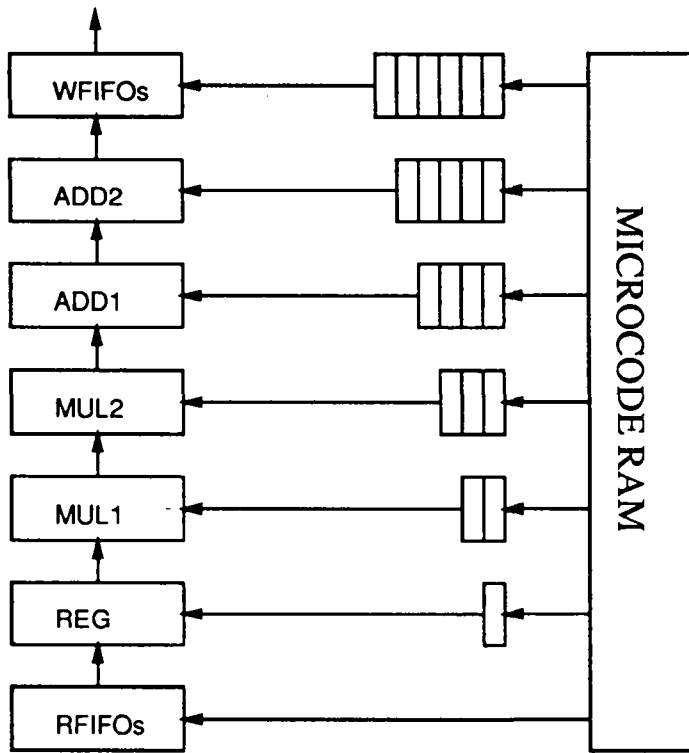 WFIFOs
ADD2
ADD1
MUL2
MUL1
REG
RFIFOs
MICROCODE RAM